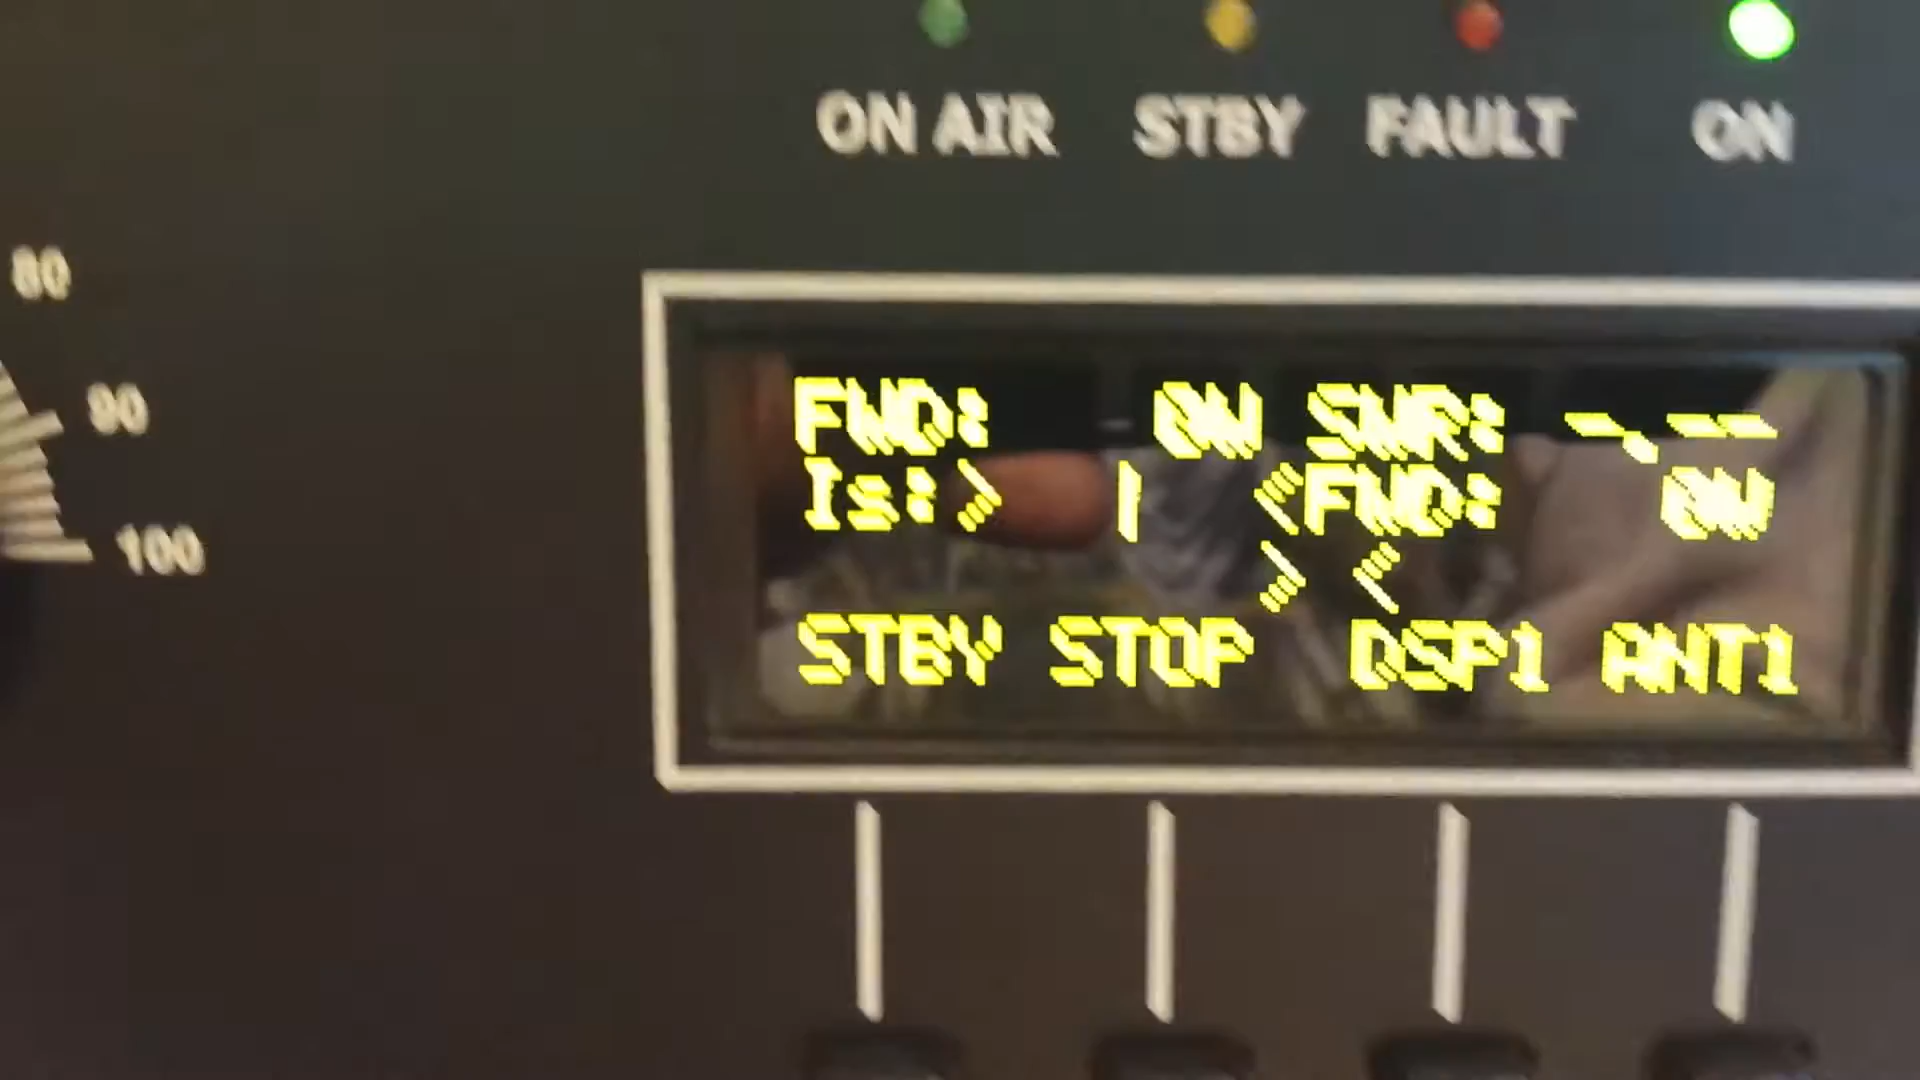 ON AIR STBY FAULT ON
80
90
100
FWD: 0W SWR: -.--
Is:> | <FWD: 0W
> <
STBY STOP DSP1 ANT1